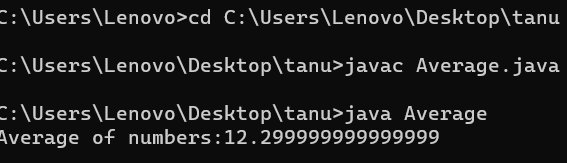 C:\Users\Lenovo>cd C:\Users\Lenovo\Desktop\tanu
C:\Users\Lenovo\Desktop\tanu>javac Average.java
C:\Users\Lenovo\Desktop\tanu>java Average
Average of numbers:12.299999999999999